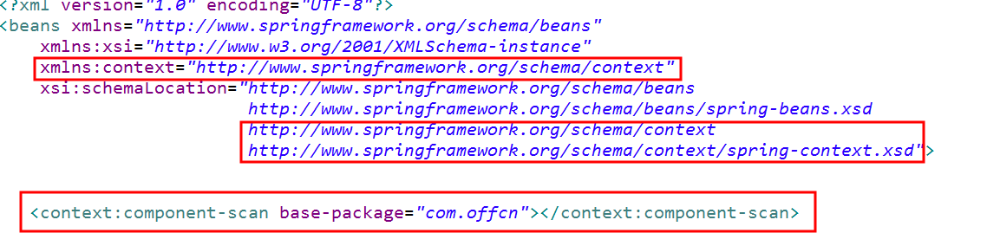 <?xml version="1.0" encoding="UTF-8"?>
<beans xmlns="http://www.springframework.org/schema/beans"
xmlns:xsi="http://www.w3.org/2001/XMLSchema-instance"
xmlns:context="http://www.springframework.org/schema/context"
xsi:schemaLocation="http://www.springframework.org/schema/beans
http://www.springframework.org/schema/beans/spring-beans.xsd
http://www.springframework.org/schema/context
http://www.springframework.org/schema/context/spring-context.xsd">
<context:component-scan base-package="com.offcn"></context:component-scan>